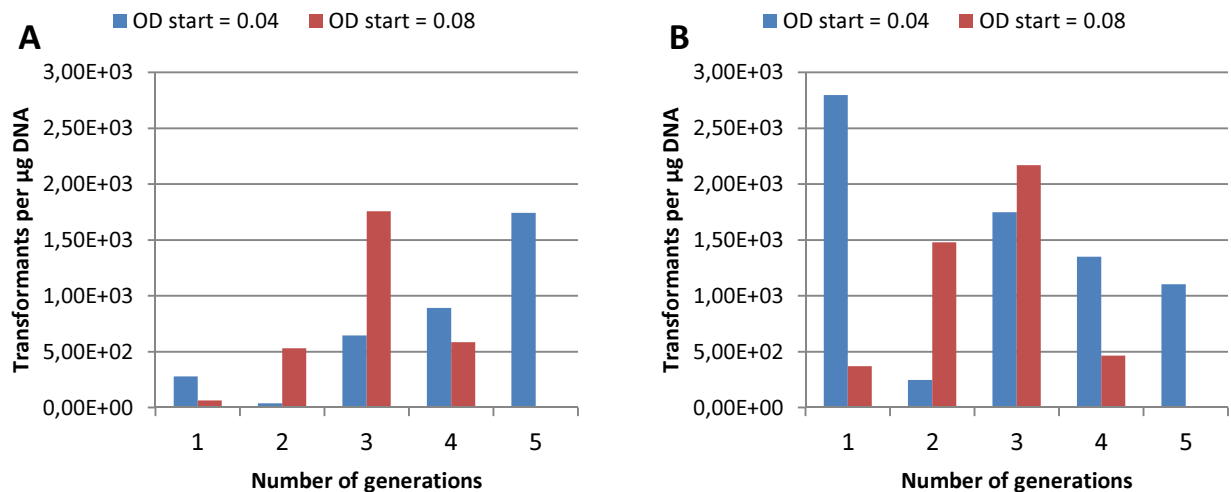 OD start = 0.04 OD start = 0.08
A
Transformants per µg DNA
3,00E+03
2,50E+03
2,00E+03
1,50E+03
1,00E+03
5,00E+02
0,00E+00
1 2 3 4 5
Number of generations
OD start = 0.04 OD start = 0.08
B
Transformants per µg DNA
3,00E+03
2,50E+03
2,00E+03
1,50E+03
1,00E+03
5,00E+02
0,00E+00
1 2 3 4 5
Number of generations